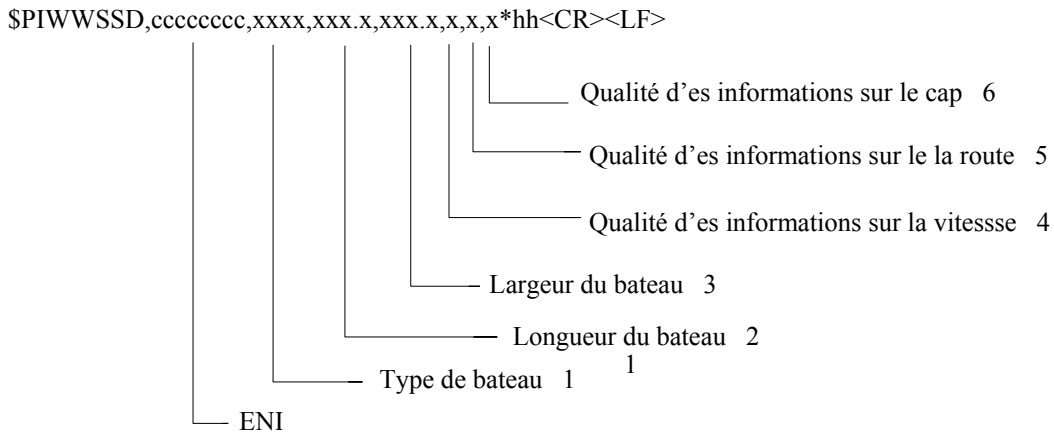 $PIWWSSD,cccccccc,xxxx,xxx.x,xxx.x,x,x,x*hh<CR><LF>
Qualité d’es informations sur le cap 6
Qualité d’es informations sur le la route 5
Qualité d’es informations sur la vitessse 4
Largeur du bateau 3
Longueur du bateau 2
1
Type de bateau 1
ENI